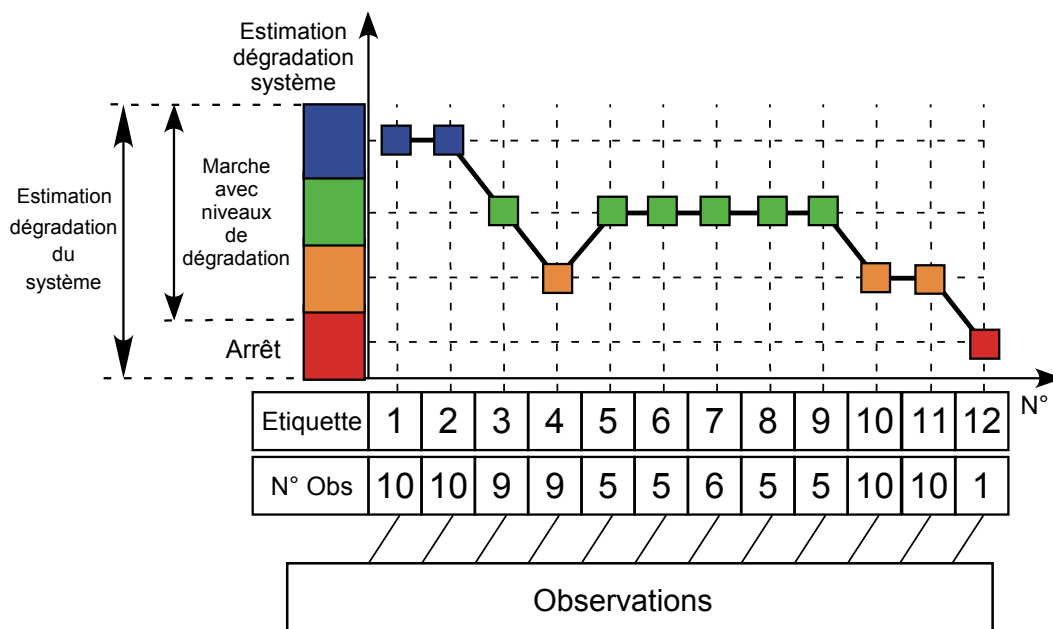 Estimation
dégradation
système
Marche
avec
niveaux
de
dégradation
Estimation
dégradation
du
système
Arrêt
N°
Etiquette 1 2 3 4 5 6 7 8 9 10 11 12
N° Obs 10 10 9 9 5 5 6 5 5 10 10 1
Observations